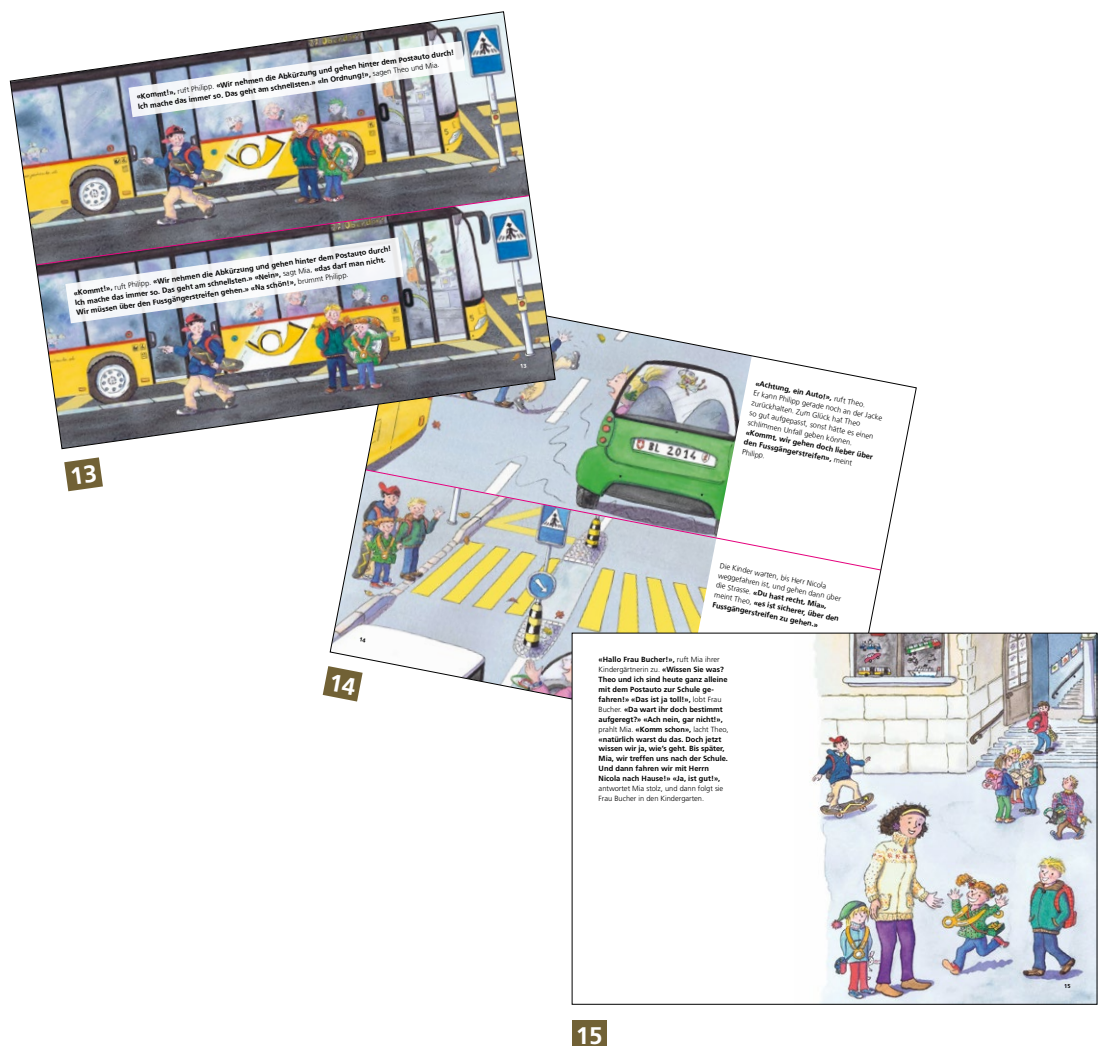 «Kommt!», ruft Philipp. «Wir nehmen die Abkürzung und gehen hinter dem Postauto durch!
Ich mache das immer so. Das geht am schnellsten.» «In Ordnung!», sagen Theo und Mia.
5
«Kommt!», ruft Philipp. «Wir nehmen die Abkürzung und gehen hinter dem Postauto durch!
Ich mache das immer so. Das geht am schnellsten.» «Nein», sagt Mia, «das darf man nicht.
Wir müssen über den Fussgängerstreifen gehen.» «Na schön!», brummt Philipp.
5
13
13
«Achtung, ein Auto!», ruft Theo.
Er kann Philipp gerade noch an der Jacke
zurückhalten. Zum Glück hat Theo
so gut aufgepasst, sonst hätte es einen
schlimmen Unfall geben können.
«Kommt, wir gehen doch lieber über
den Fussgängerstreifen», meint
Philipp.
BL 2014
Die Kinder warten, bis Herr Nicola
weggefahren ist, und gehen dann über
die Strasse. «Du hast recht, Mia»,
meint Theo, «es ist sicherer, über den
Fussgängerstreifen zu gehen.»
14
14
«Hallo Frau Bucher!», ruft Mia ihrer
Kindergärtnerin zu. «Wissen Sie was?
Theo und ich sind heute ganz alleine
mit dem Postauto zur Schule ge-
fahren!» «Das ist ja toll!», lobt Frau
Bucher. «Da wart ihr doch bestimmt
aufgeregt?» «Ach nein, gar nicht!»,
prahlt Mia. «Komm schon», lacht Theo,
«natürlich warst du das. Doch jetzt
wissen wir ja, wie's geht. Bis später,
Mia, wir treffen uns nach der Schule.
Und dann fahren wir mit Herrn
Nicola nach Hause!» «Ja, ist gut!»,
antwortet Mia stolz, und dann folgt sie
Frau Bucher in den Kindergarten.
15
15